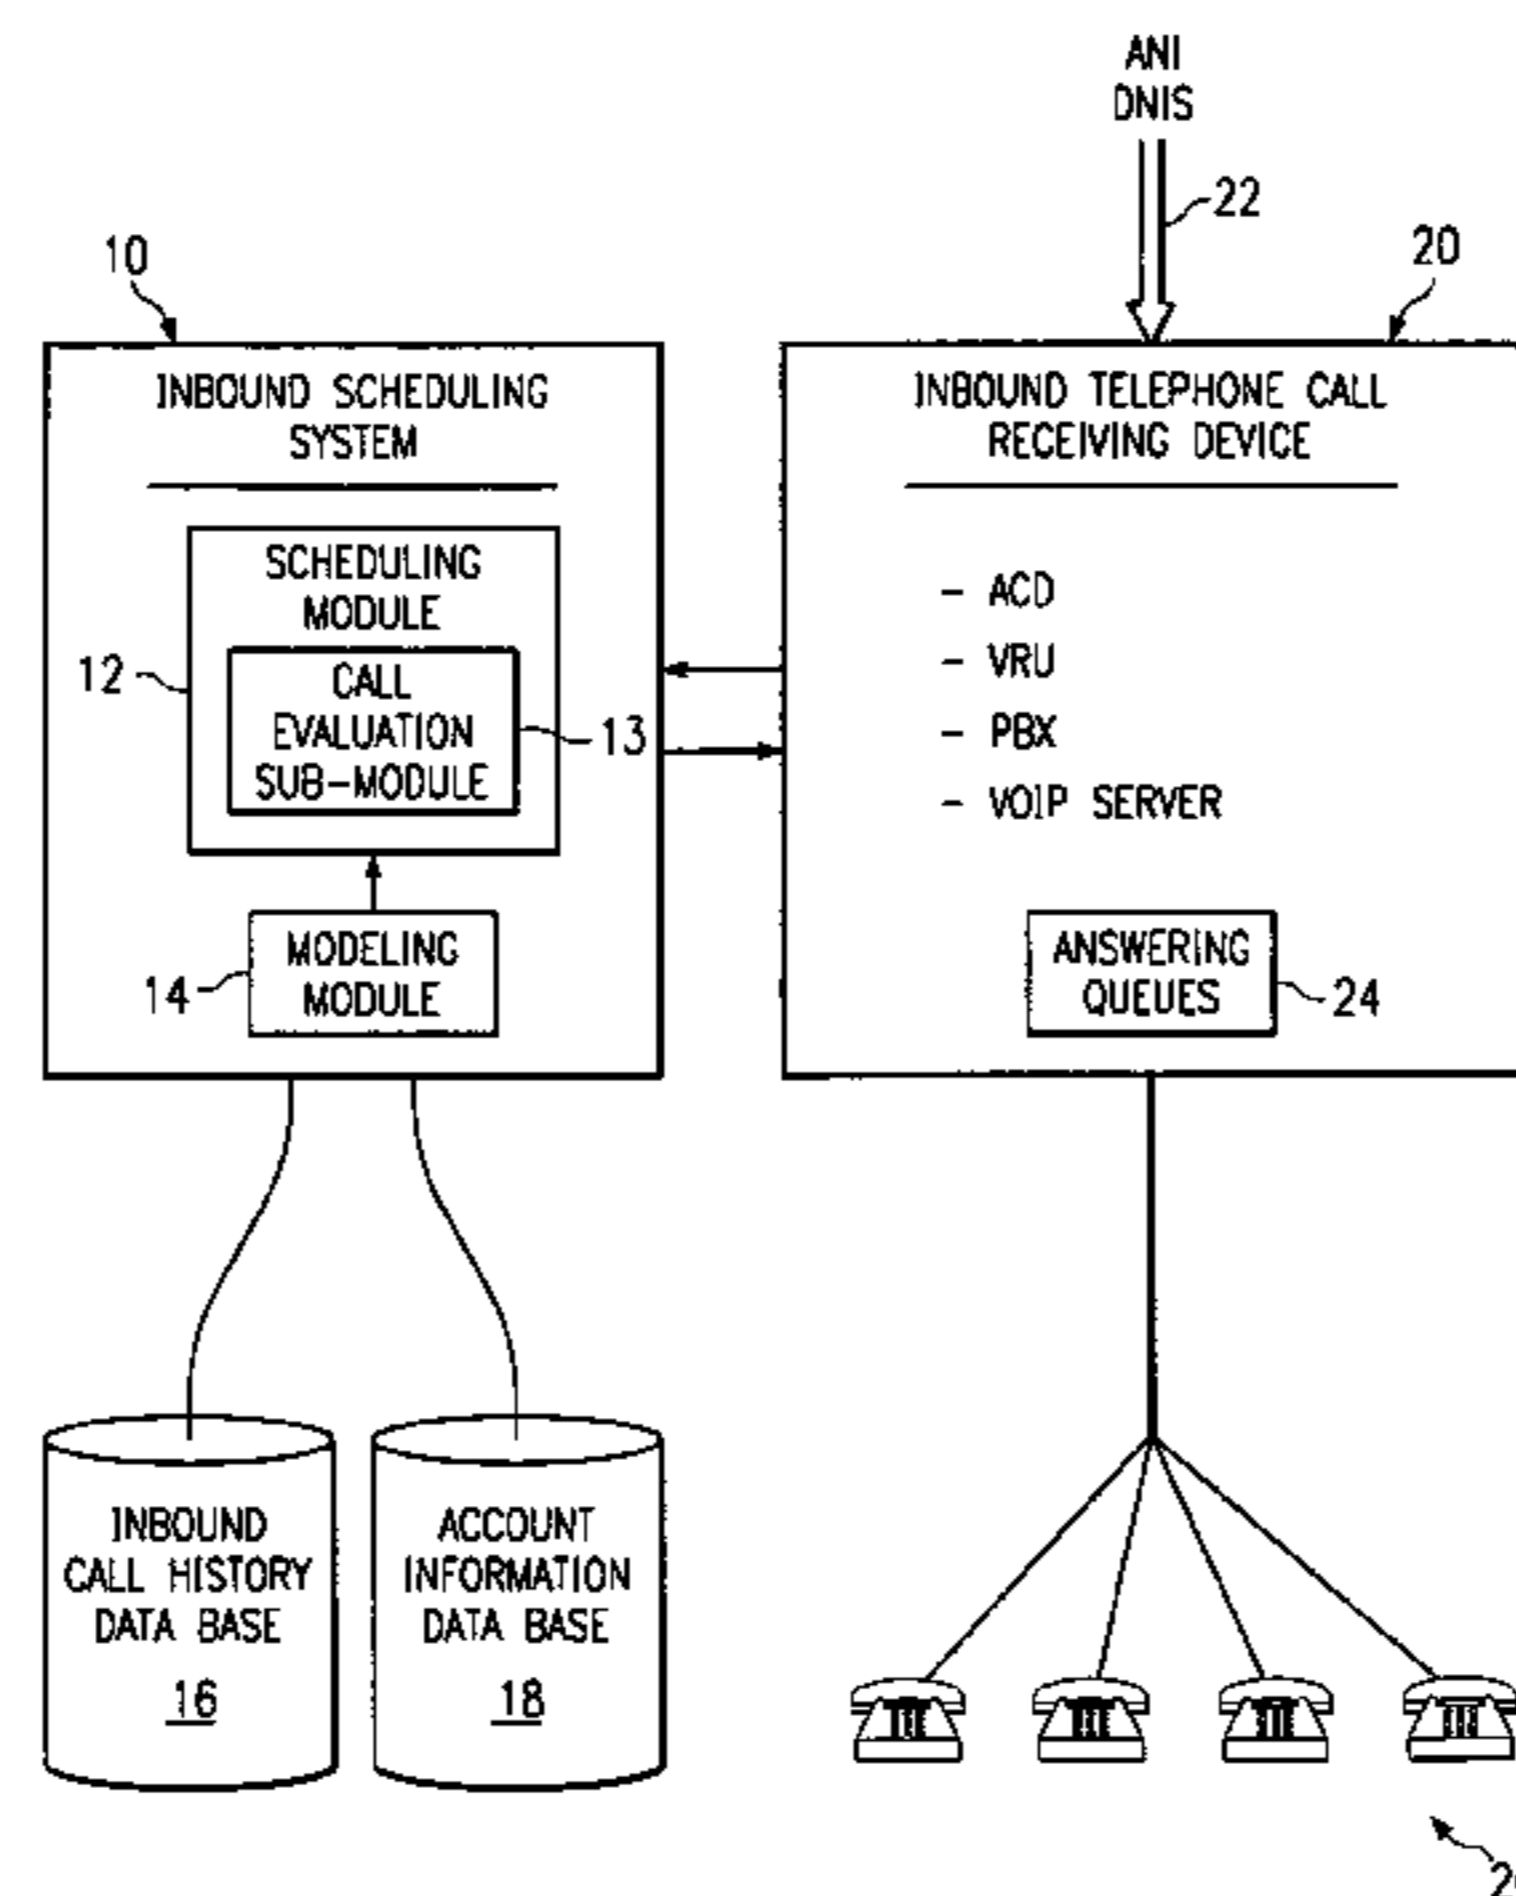 ANI
DNIS
22
10
20
INBOUND SCHEDULING
SYSTEM
SCHEDULING
MODULE
12
CALL
EVALUATION
SUB-MODULE
13
MODELING
MODULE
14
INBOUND TELEPHONE CALL
RECEIVING DEVICE
- ACD
- VRU
- PBX
- VOIP SERVER
ANSWERING
QUEUES
24
INBOUND
CALL HISTORY
DATA BASE
16
ACCOUNT
INFORMATION
DATA BASE
18